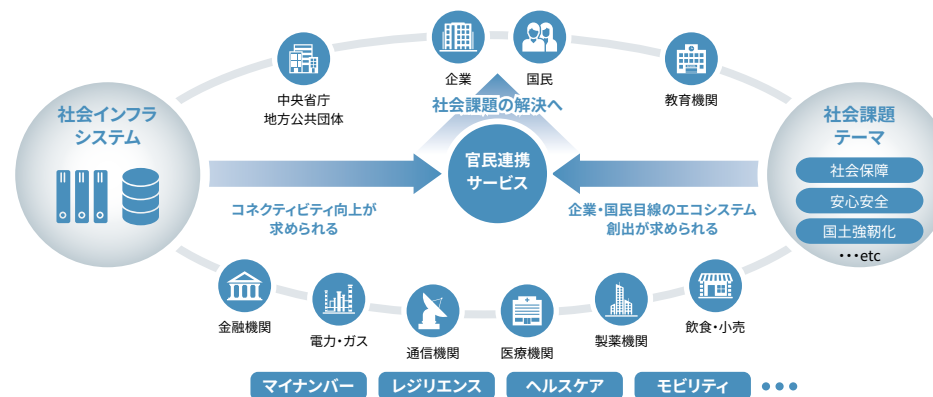 企業
国民
中央省庁
地方公共団体
教育機関
社会課題の解決へ
社会インフラ
システム
官民連携
サービス
社会課題
テーマ
社会保障
安心安全
国土強靭化
・・・etc
コネクティビティ向上が
求められる
企業・国民目線のエコシステム
創出が求められる
金融機関
電力・ガス
通信機関
医療機関
製薬機関
飲食・小売
マイナンバー
レジリエンス
ヘルスケア
モビリティ
●●●